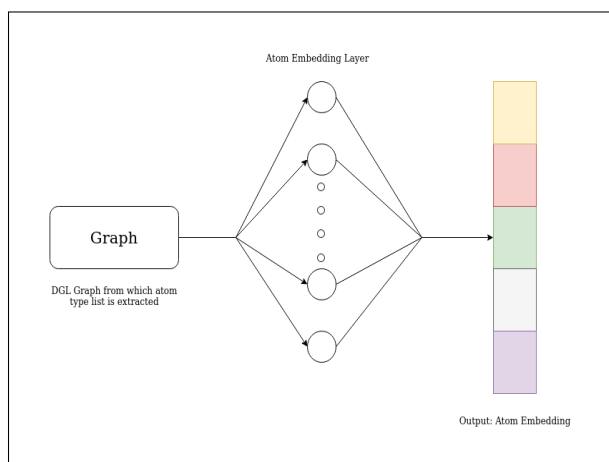 Atom Embedding Layer
Graph
DGL Graph from which atom
type list is extracted
Output: Atom Embedding